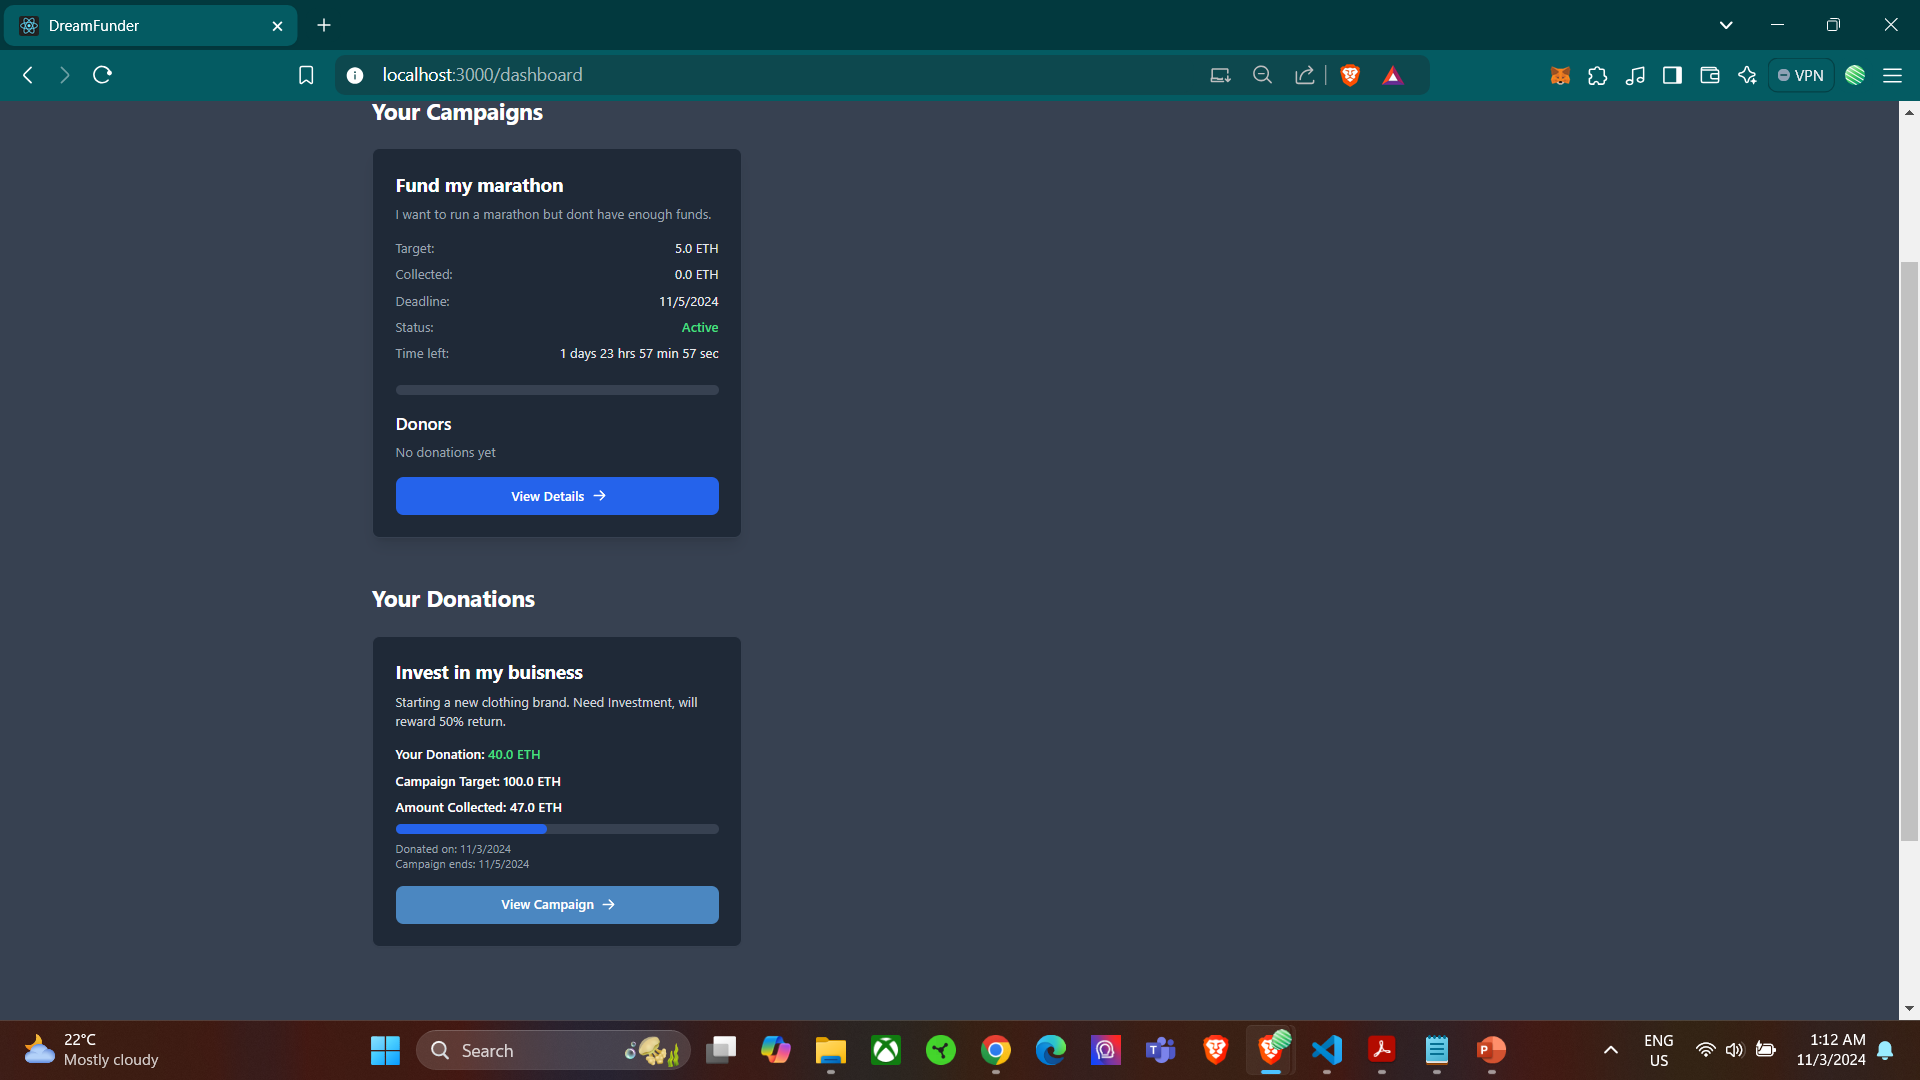 DreamFunder
localhost:3000/dashboard
VPN
Your Campaigns
Fund my marathon
I want to run a marathon but dont have enough funds.
Target: 5.0 ETH
Collected: 0.0 ETH
Deadline: 11/5/2024
Status: Active
Time left: 1 days 23 hrs 57 min 57 sec
Donors
No donations yet
View Details →
Your Donations
Invest in my buisness
Starting a new clothing brand. Need Investment, will
reward 50% return.
Your Donation: 40.0 ETH
Campaign Target: 100.0 ETH
Amount Collected: 47.0 ETH
Donated on: 11/3/2024
Campaign ends: 11/5/2024
View Campaign →
22°C
Mostly cloudy
Search
ENG
US
1:12 AM
11/3/2024